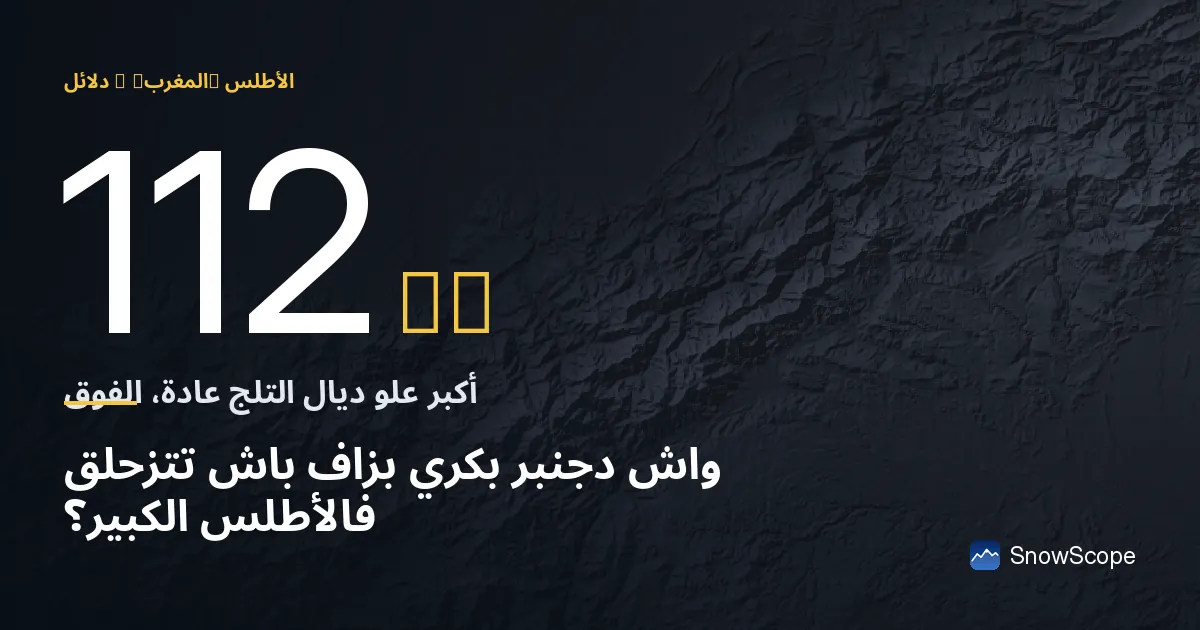 الأطلس المغرب دلائل
112
أكبر علو ديال التلج عادة، الفوق
واش دجنبر بكري بزاف باش تتزحلق
فالأطلس الكبير؟
SnowScope